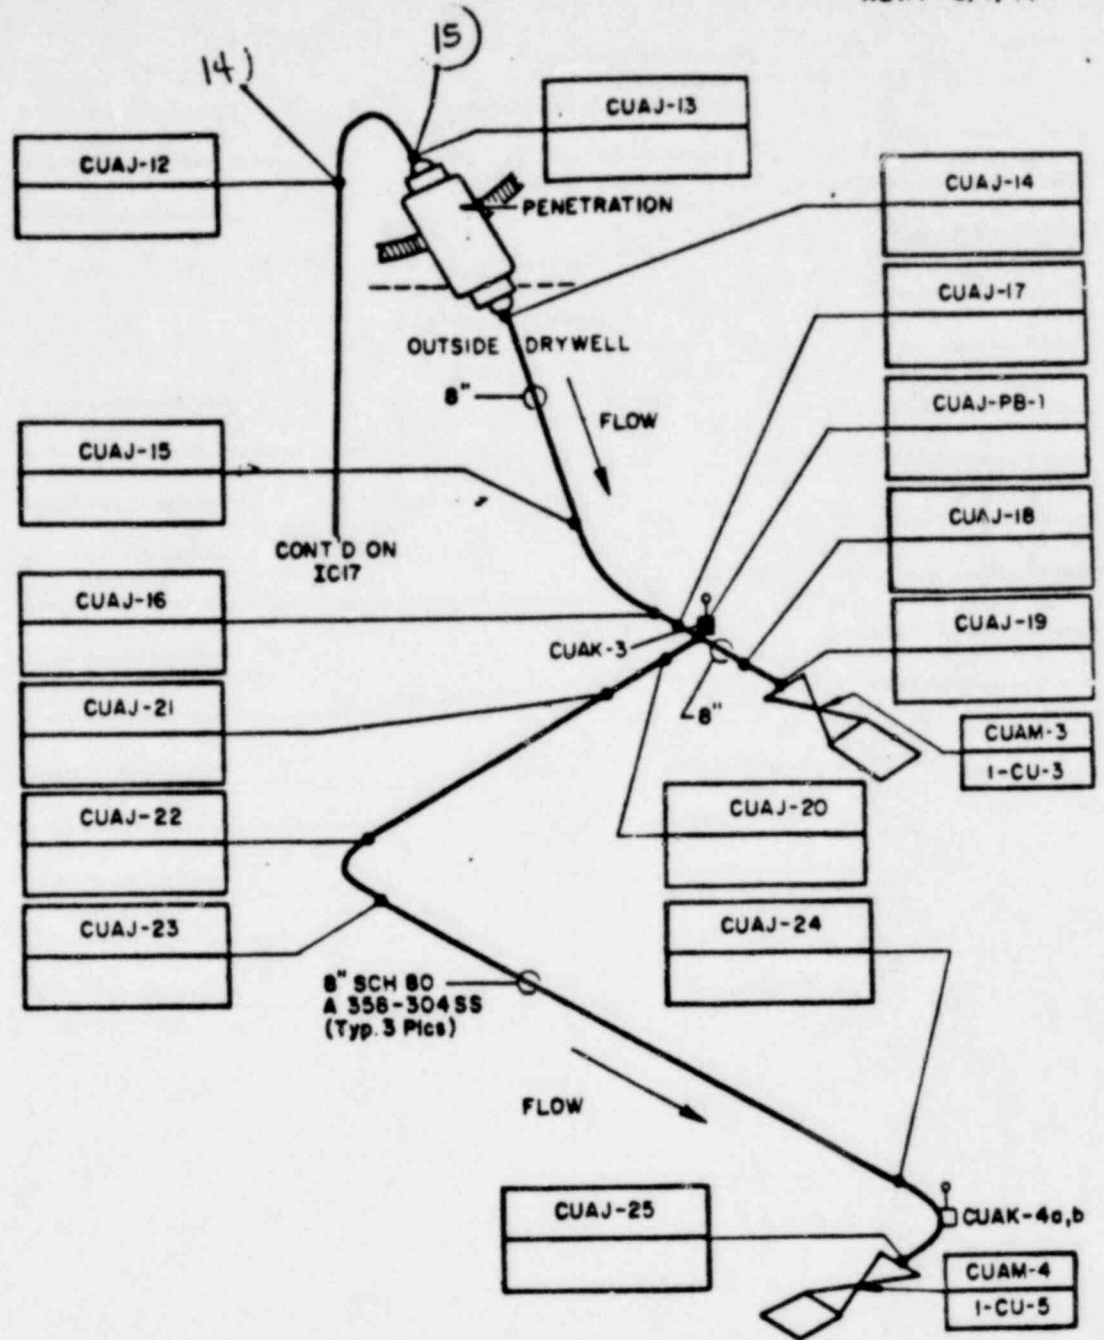 15)
14)
CUAJ-13
CUAJ-12
CUAJ-14
PENETRATION
CUAJ-17
OUTSIDE DRYWELL
8"
CUAJ-PB-1
FLOW
CUAJ-15
CUAJ-18
CONT'D ON
IC17
CUAJ-16
CUAJ-19
CUAK-3
CUAJ-21
8"
CUAM-3
1-CU-3
CUAJ-22
CUAJ-20
CUAJ-23
CUAJ-24
8" SCH 80
A 358-304SS
(Typ. 3 Plcs)
FLOW
CUAJ-25
CUAK-4a,b
CUAM-4
1-CU-5